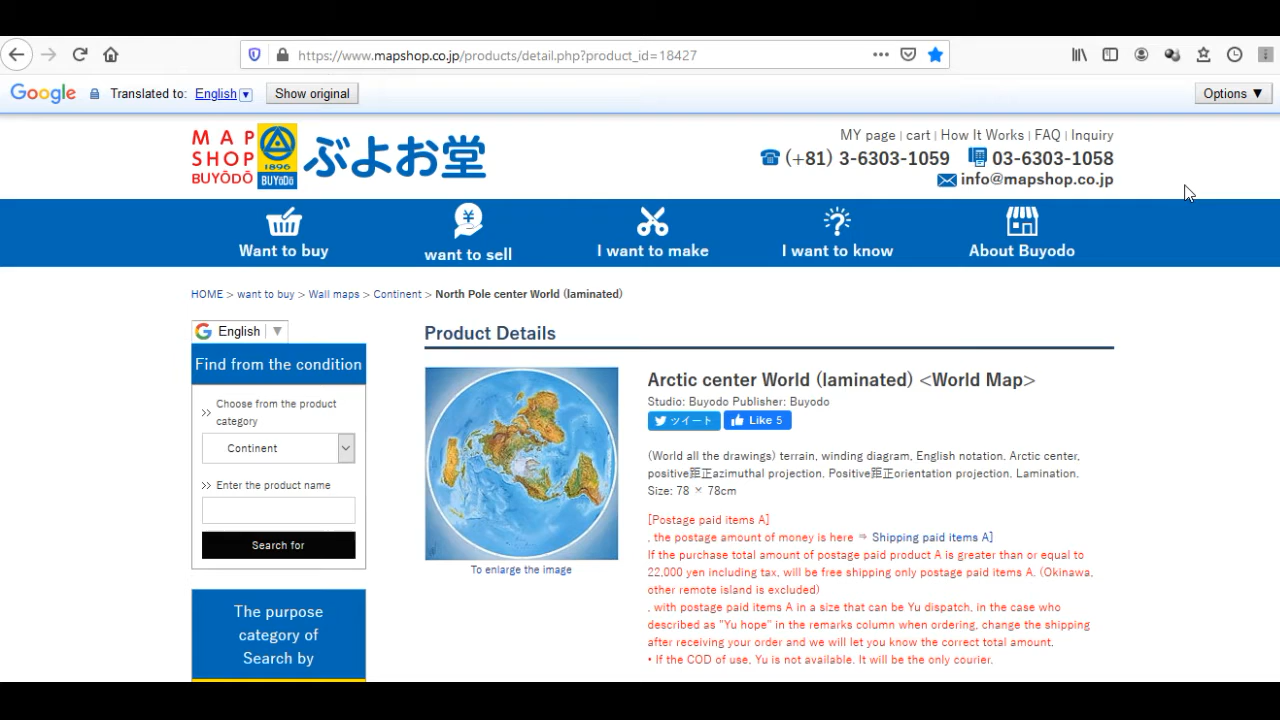 https://www.mapshop.co.jp/products/detail.php?product_id=18427
Google Translated to: English Show original Options ▼
MAP SHOP BUYŌDŌ
1896
BUYŌDŌ
ぶよお堂
MY page | cart | How It Works | FAQ | Inquiry
(+81) 3-6303-1059 03-6303-1058
info@mapshop.co.jp
Want to buy
want to sell
I want to make
I want to know
About Buyodo
HOME > want to buy > Wall maps > Continent > North Pole center World (laminated)
English ▼
Find from the condition
>> Choose from the product
category
Continent
>> Enter the product name
Search for
The purpose
category of
Search by
Product Details
To enlarge the image
Arctic center World (laminated) <World Map>
Studio: Buyodo Publisher: Buyodo
ツイート Like 5
(World all the drawings) terrain, winding diagram, English notation. Arctic center,
positive距正azimuthal projection. Positive距正orientation projection. Lamination.
Size: 78 × 78cm
[Postage paid items A]
, the postage amount of money is here ⇒ Shipping paid items A]
If the purchase total amount of postage paid product A is greater than or equal to
22,000 yen including tax, will be free shipping only postage paid items A. (Okinawa,
other remote island is excluded)
, with postage paid items A in a size that can be Yu dispatch, in the case who
described as "Yu hope" in the remarks column when ordering, change the shipping
after receiving your order and we will let you know the correct total amount.
• If the COD of use, Yu is not available. It will be the only courier.